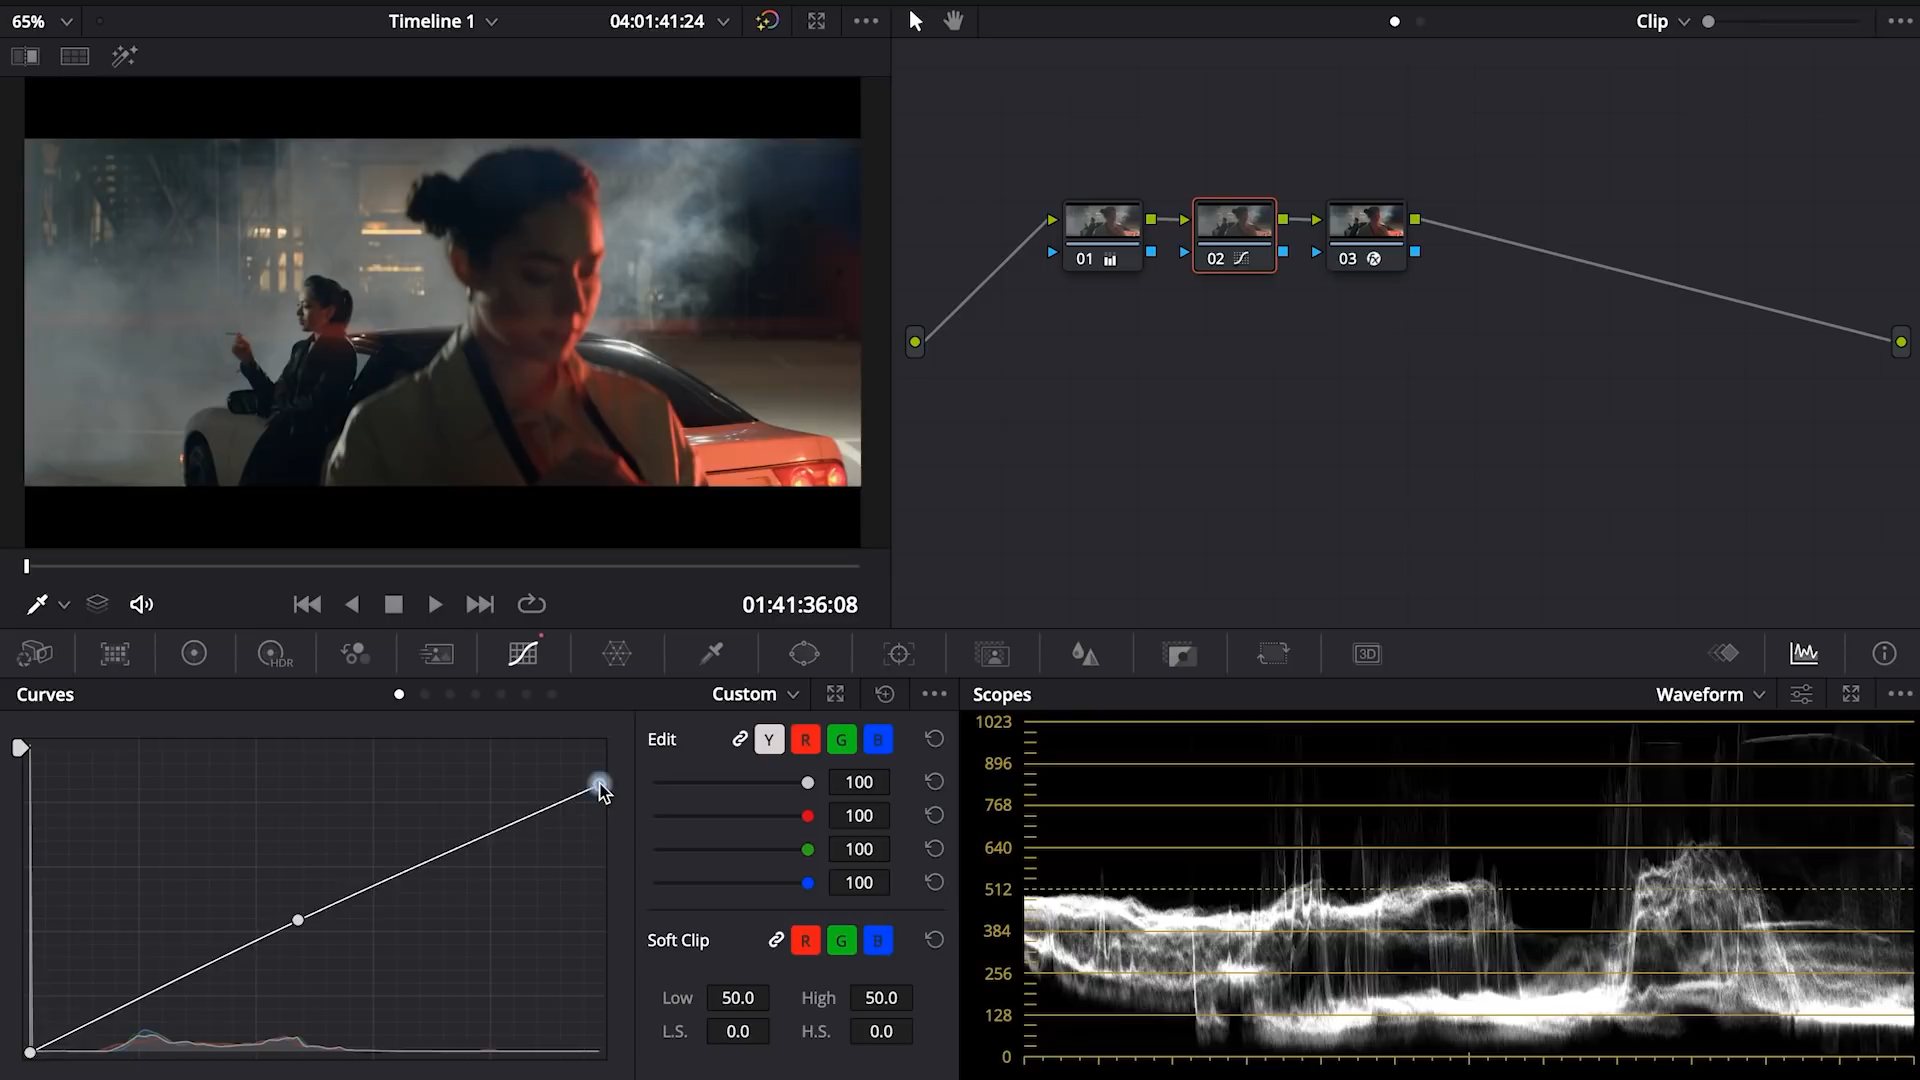 65%
Timeline 1
04:01:41:24
Clip
01
02
03
01:41:36:08
HDR
3D
Curves
Custom
Scopes
Waveform
Edit
Y
R
G
B
100
100
100
100
Soft Clip
R
G
B
Low
50.0
High
50.0
L.S.
0.0
H.S.
0.0
1023
896
768
640
512
384
256
128
0